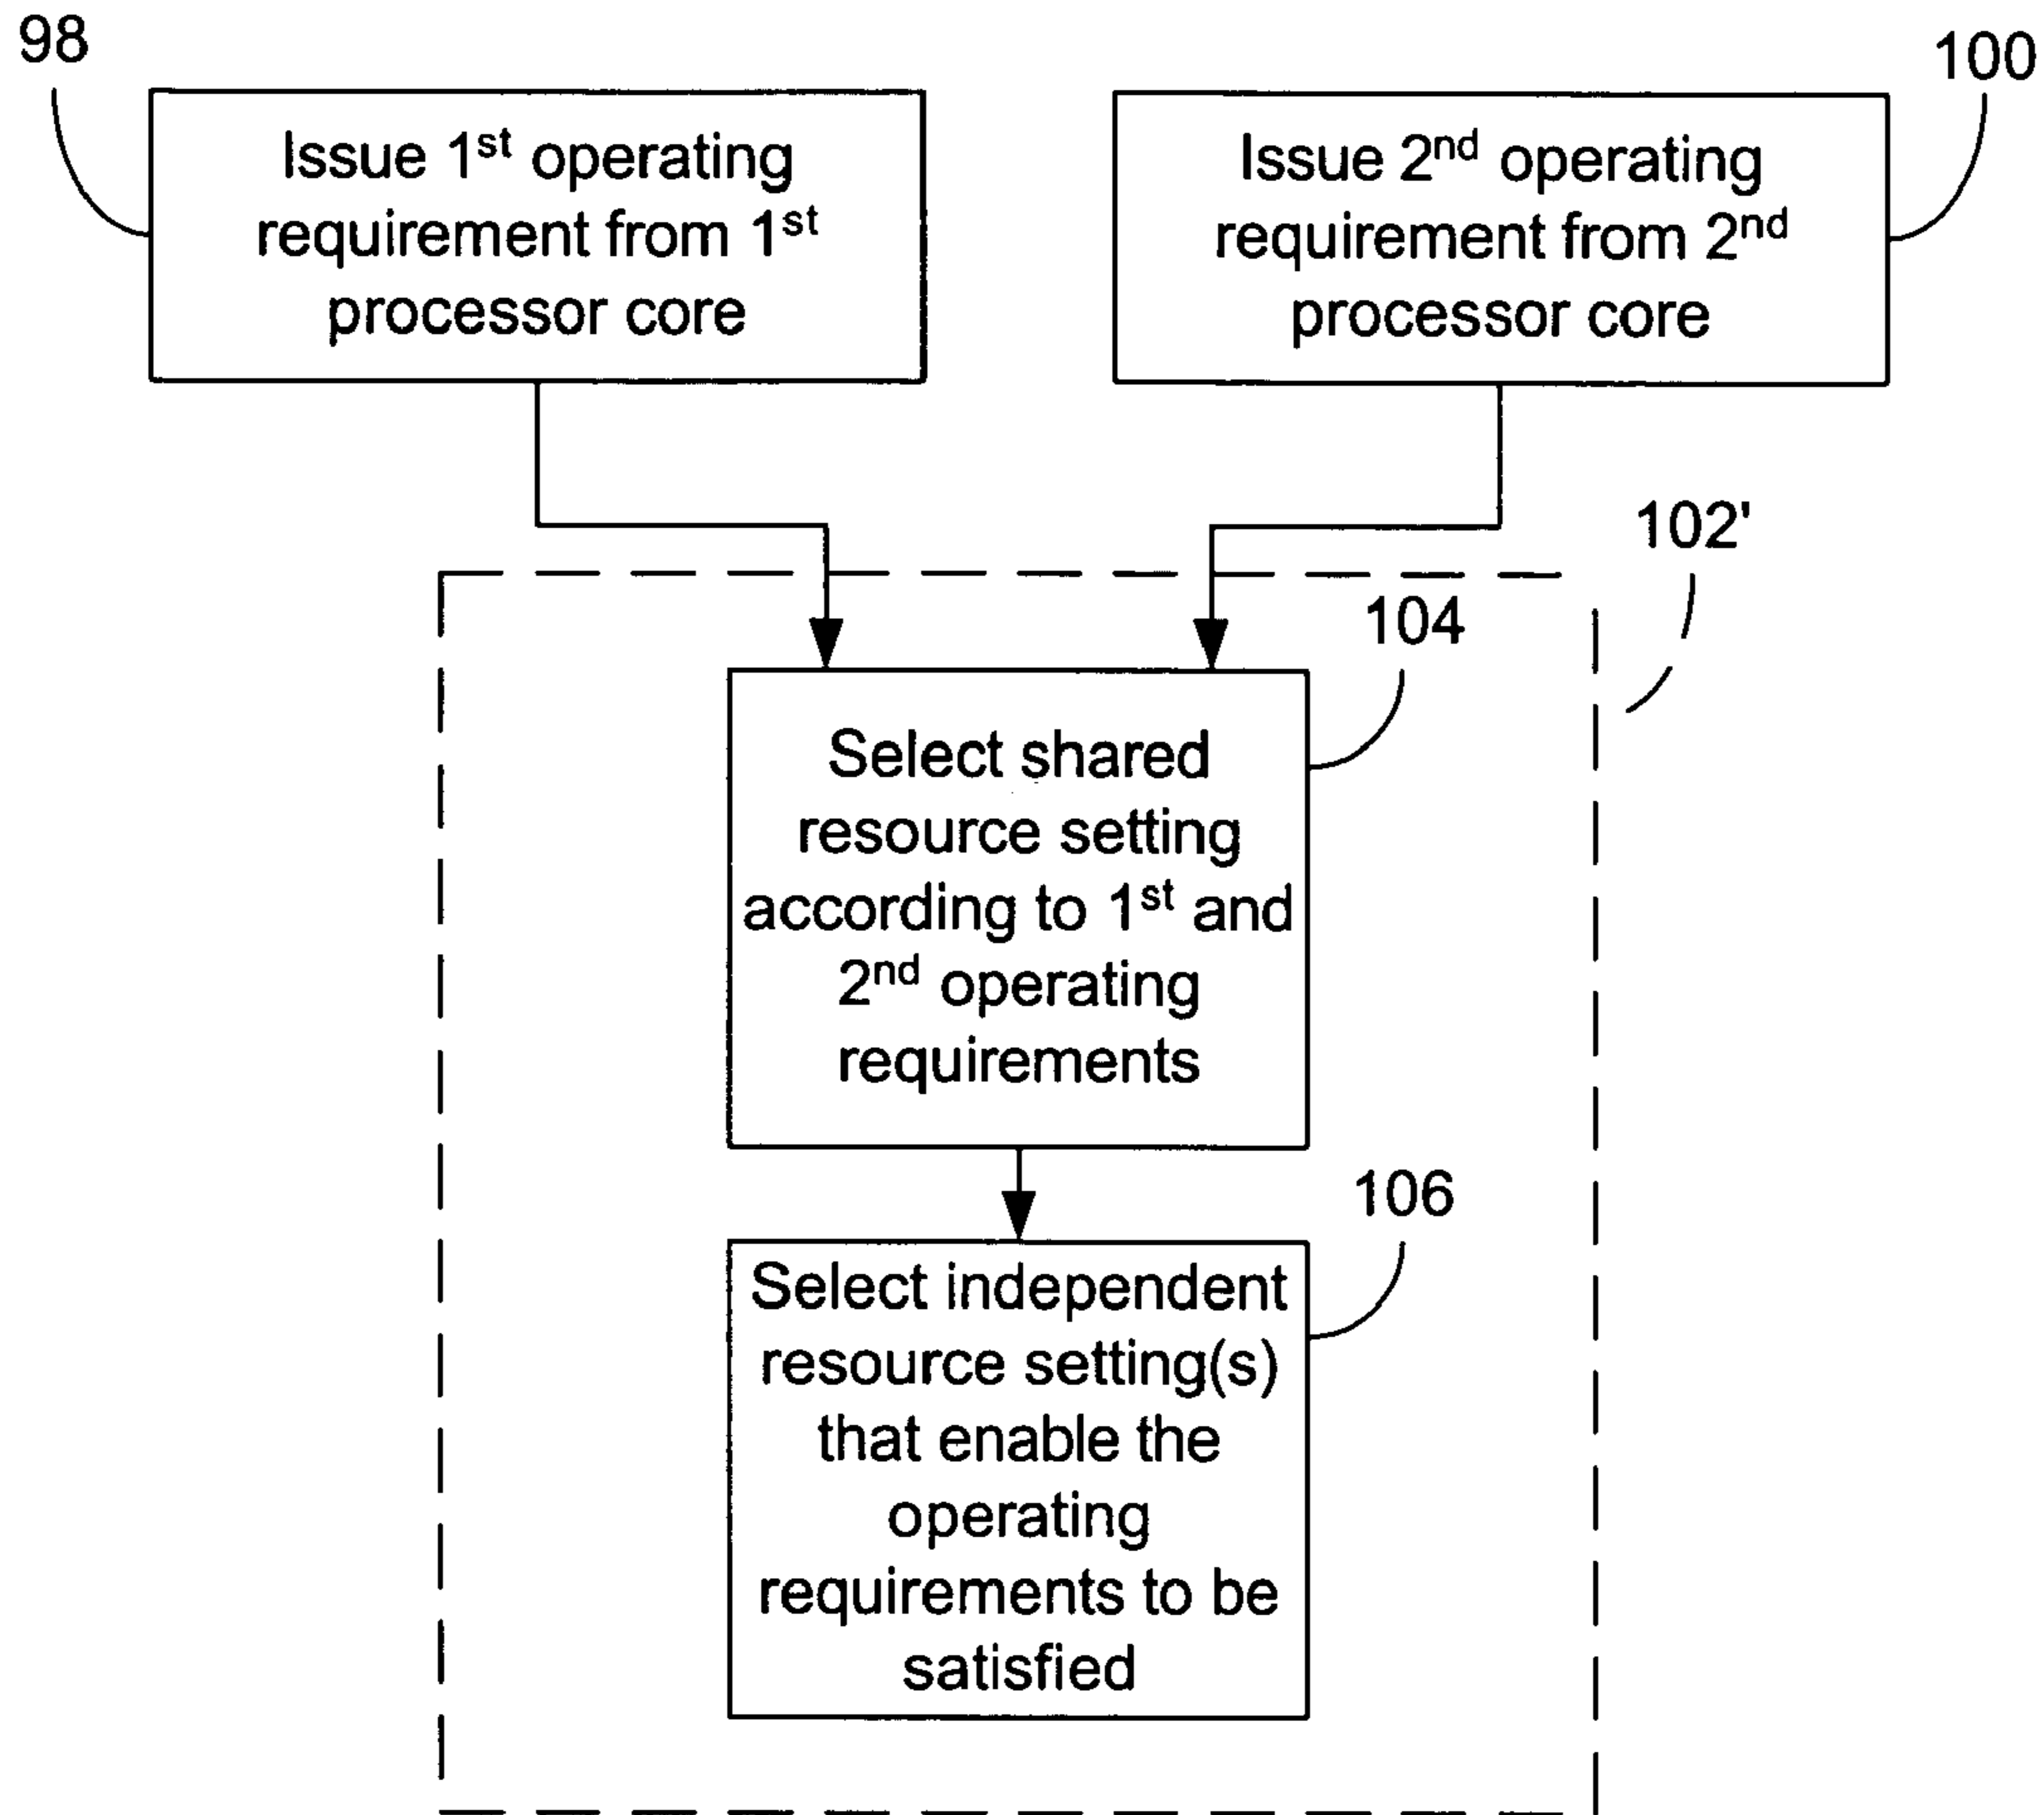 98
100
Issue 1st operating
requirement from 1st
processor core
Issue 2nd operating
requirement from 2nd
processor core
102'
104
Select shared
resource setting
according to 1st and
2nd operating
requirements
106
Select independent
resource setting(s)
that enable the
operating
requirements to be
satisfied